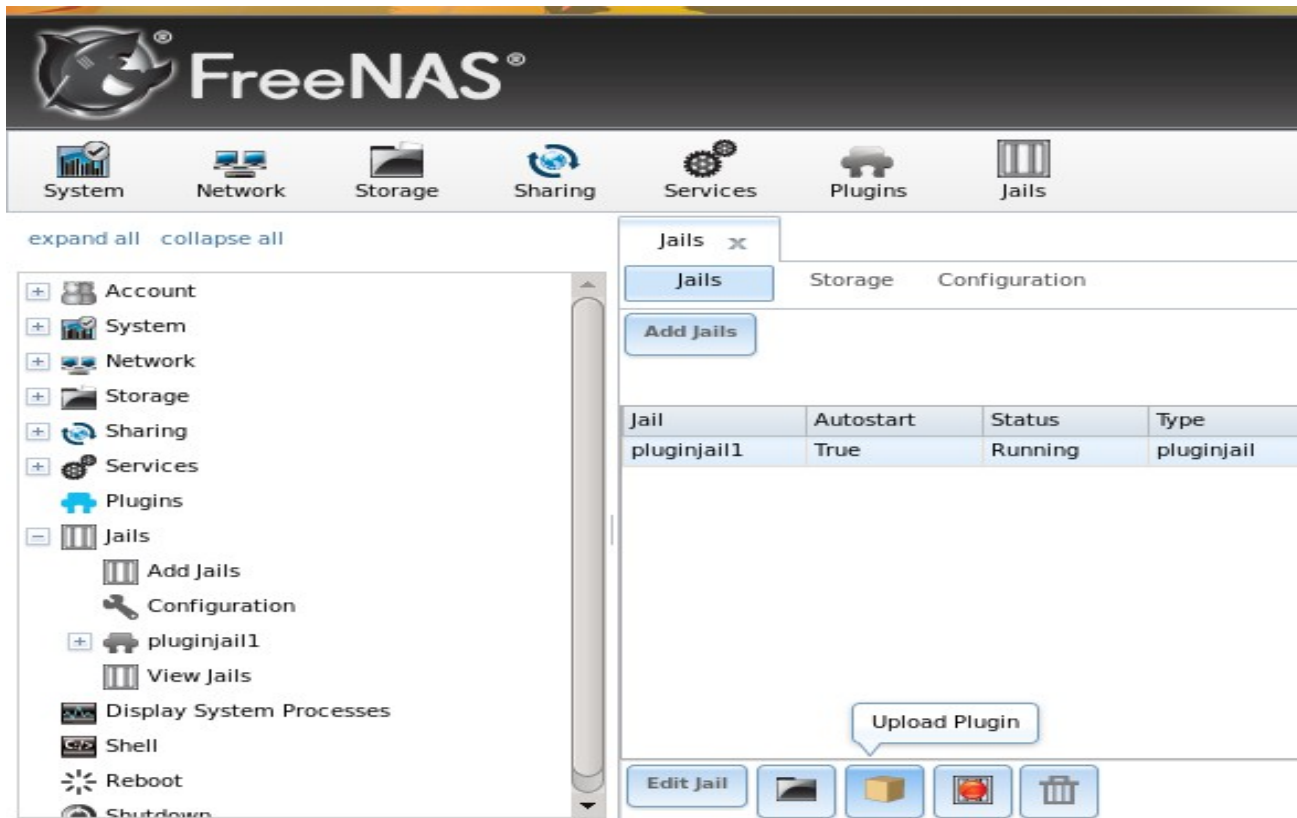 FreeNAS®
System Network Storage Sharing Services Plugins Jails
expand all collapse all
Account
System
Network
Storage
Sharing
Services
Plugins
Jails
Add Jails
Configuration
pluginjail1
View Jails
Display System Processes
Shell
Reboot
Shutdown
Jails x
Jails Storage Configuration
Add Jails
Jail Autostart Status Type
pluginjail1 True Running pluginjail
Upload Plugin
Edit Jail